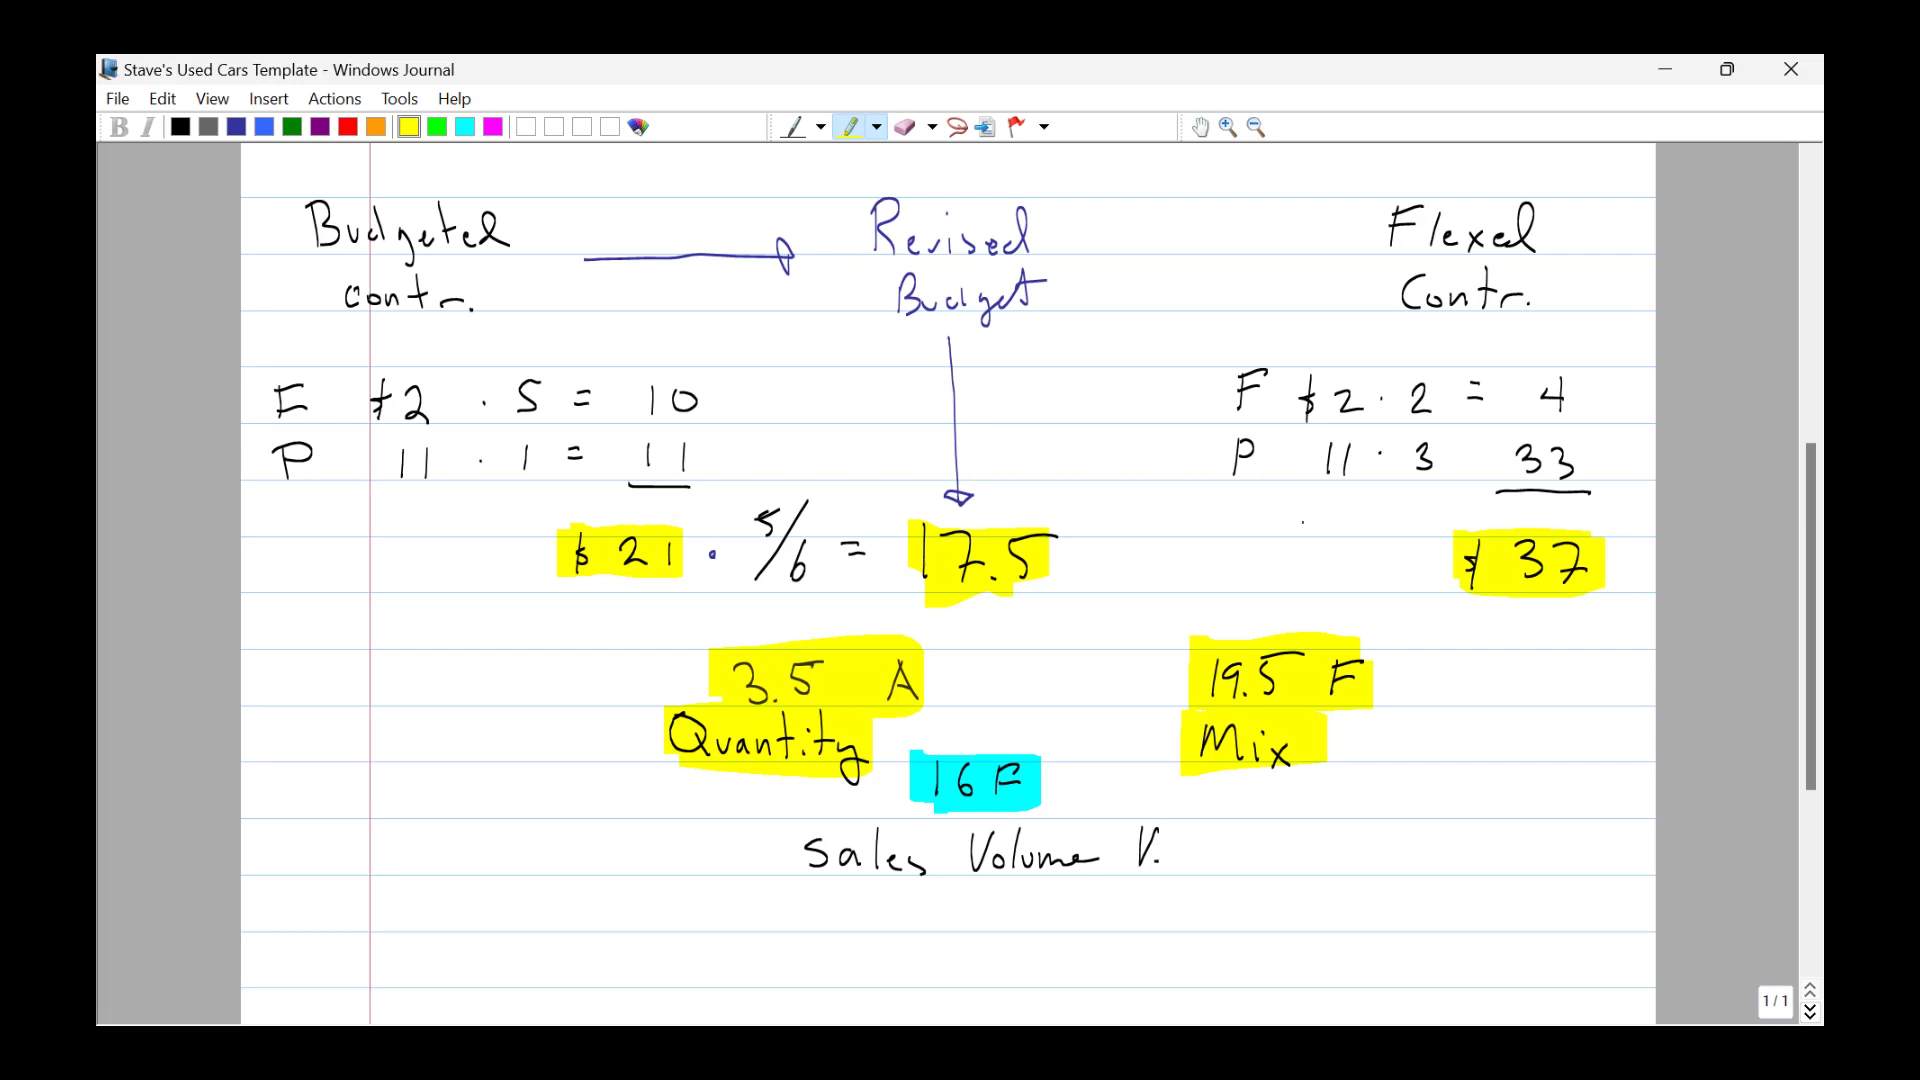 Stave's Used Cars Template - Windows Journal
File Edit View Insert Actions Tools Help
B I
Budgeted Revised Flexed
contr. Budget Contr.
F $2 · 5 = 10 F $2 · 2 = 4
P 11 · 1 = 11 P 11 · 3 33
$21 · 5/6 = 17.5 $37
3.5 A 19.5 F
Quantity Mix
16 F
Sales Volume V.
1 / 1